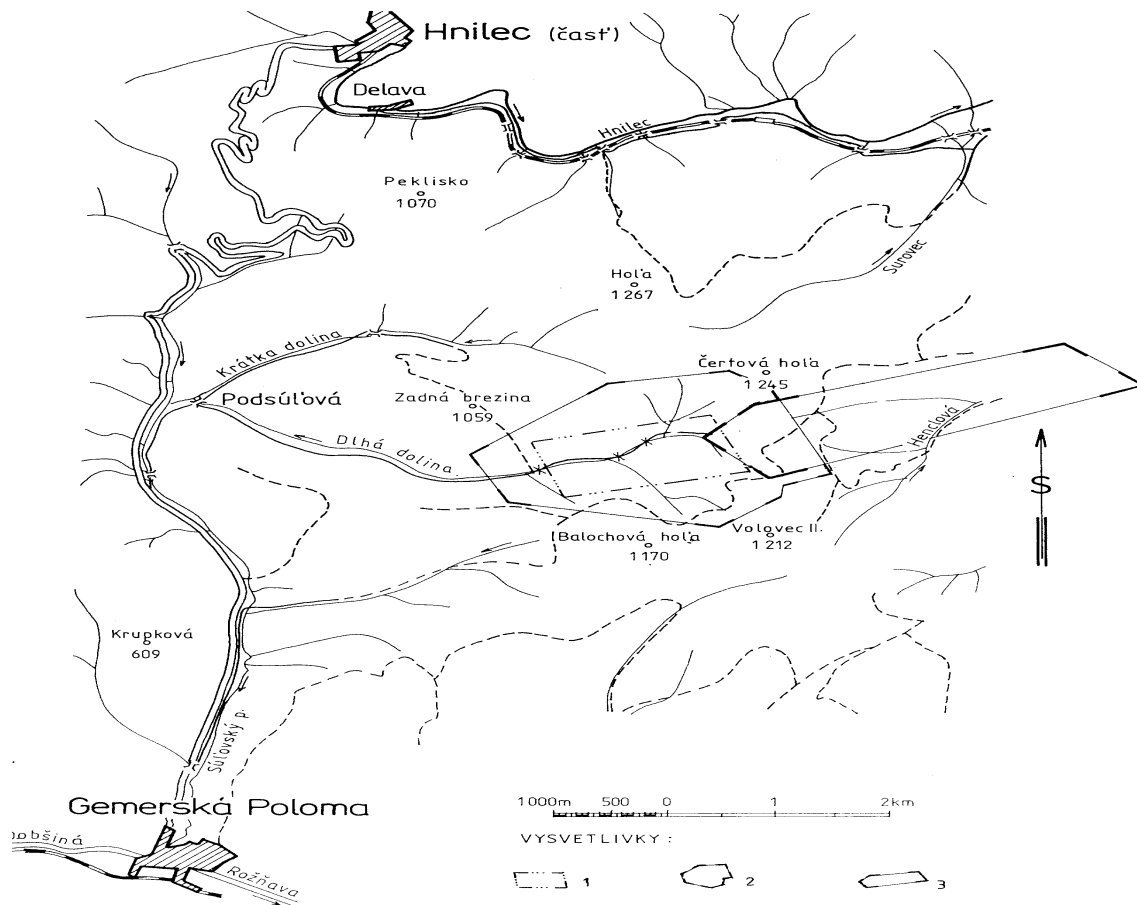 Hnilec (časť)
Delava
Hnilec
Peklisko
1070
Surovec
Hoľa
1267
Krátka dolina
Čertová hoľa
1245
Podsúľová
Zadná brezina
1059
Henclová
Dlhá dolina
S
Volovec II.
1212
Balochová hoľa
1170
Krupková
609
Súľovský p.
Gemerská Poloma
1000m 500 0 1 2km
obšiná
VYSVETLIVKY :
Rožňava
1 2 3